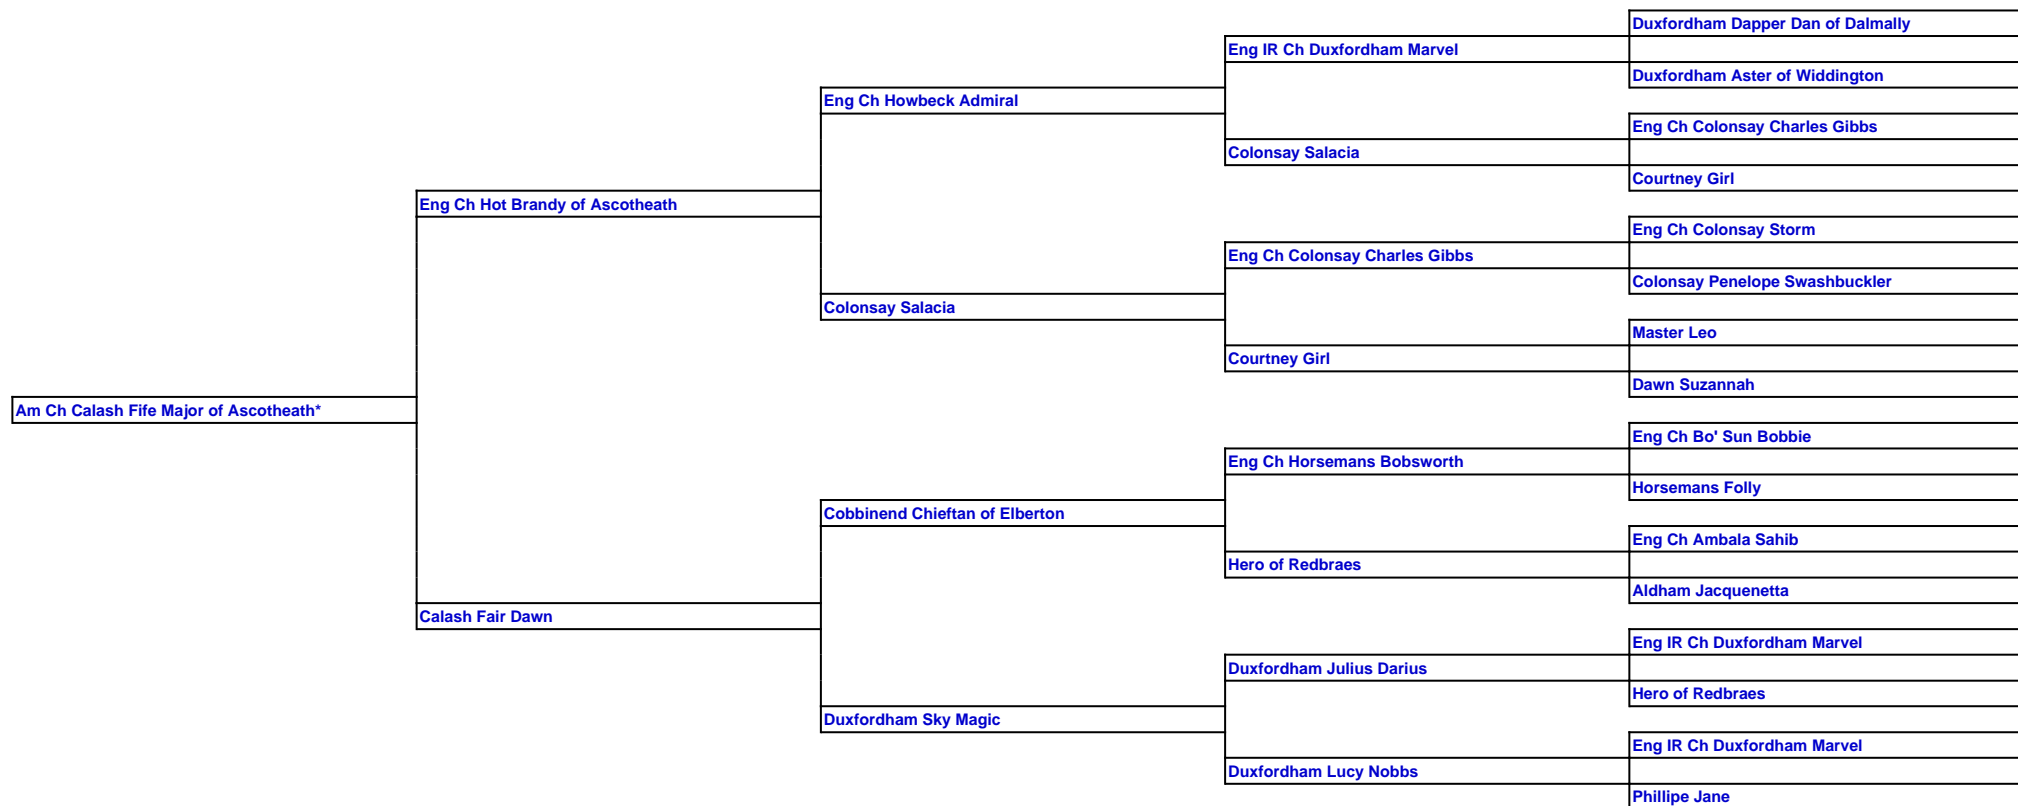 Duxfordham Dapper Dan of Dalmally
Eng IR Ch Duxfordham Marvel
Duxfordham Aster of Widdington
Eng Ch Howbeck Admiral
Eng Ch Colonsay Charles Gibbs
Colonsay Salacia
Courtney Girl
Eng Ch Hot Brandy of Ascotheath
Eng Ch Colonsay Storm
Eng Ch Colonsay Charles Gibbs
Colonsay Penelope Swashbuckler
Colonsay Salacia
Master Leo
Courtney Girl
Dawn Suzannah
Am Ch Calash Fife Major of Ascotheath*
Eng Ch Bo' Sun Bobbie
Eng Ch Horsemans Bobsworth
Horsemans Folly
Cobbinend Chieftan of Elberton
Eng Ch Ambala Sahib
Hero of Redbraes
Aldham Jacquenetta
Calash Fair Dawn
Eng IR Ch Duxfordham Marvel
Duxfordham Julius Darius
Hero of Redbraes
Duxfordham Sky Magic
Eng IR Ch Duxfordham Marvel
Duxfordham Lucy Nobbs
Phillipe Jane